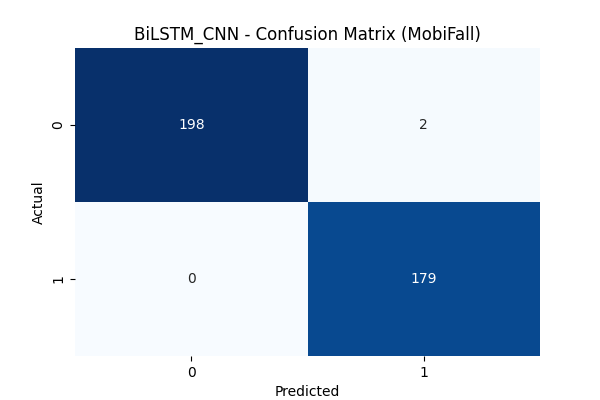 BiLSTM_CNN - Confusion Matrix (MobiFall)
Actual
0
198
2
1
0
179
0
1
Predicted